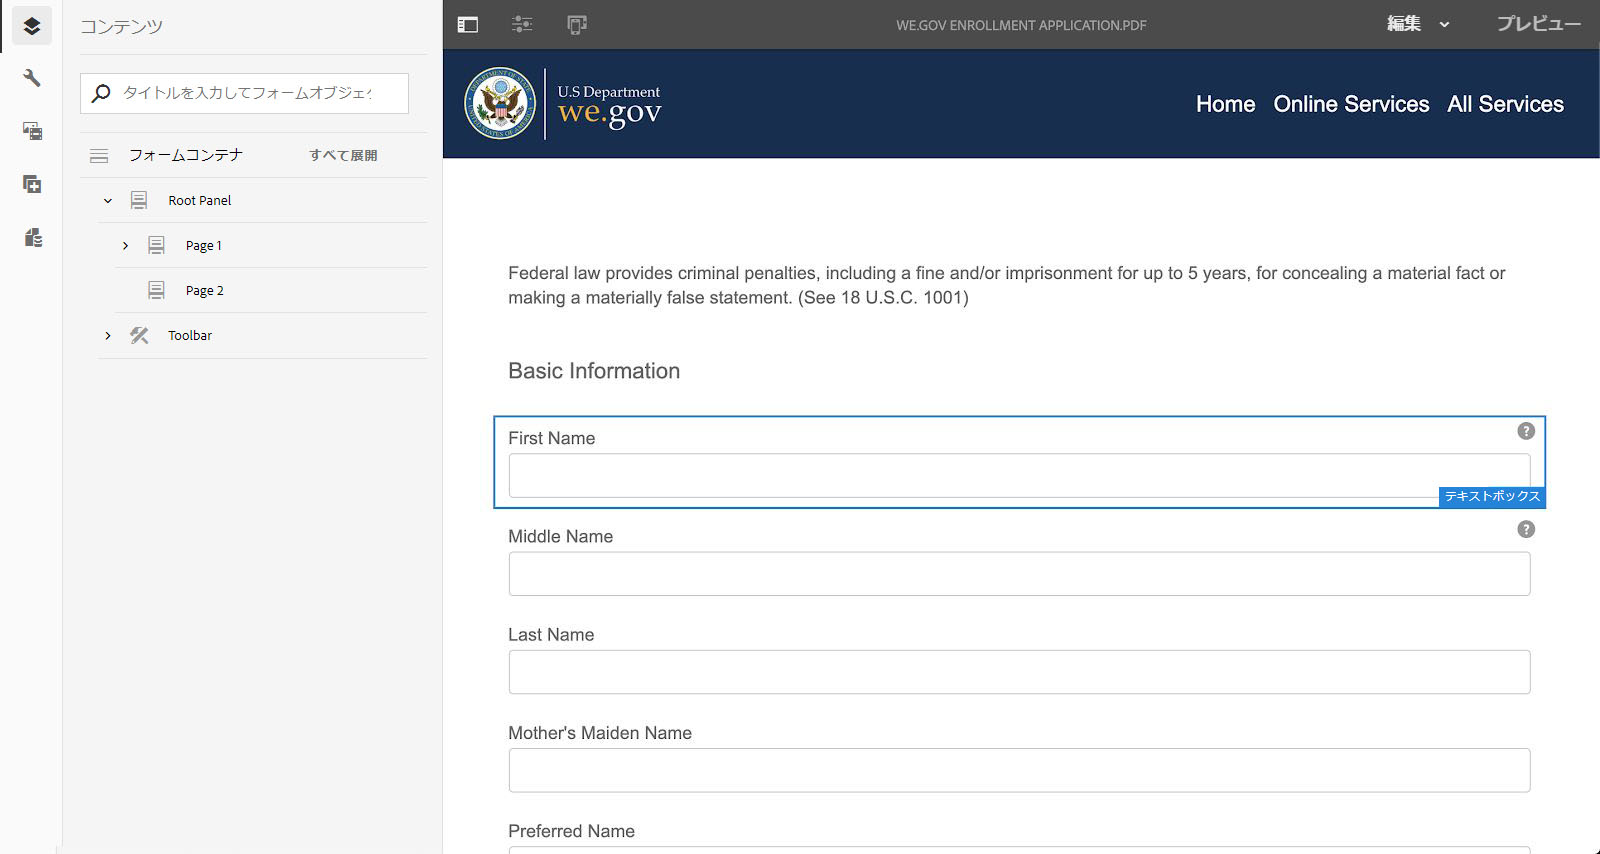 コンテンツ
タイトルを入力してフォームオブジェク
フォームコンテナ
すべて展開
Root Panel
Page 1
Page 2
Toolbar
WE.GOV ENROLLMENT APPLICATION.PDF
編集
プレビュー
U.S Department
we.gov
Home
Online Services
All Services
Federal law provides criminal penalties, including a fine and/or imprisonment for up to 5 years, for concealing a material fact or
making a materially false statement. (See 18 U.S.C. 1001)
Basic Information
First Name
?
テキストボックス
Middle Name
?
Last Name
Mother's Maiden Name
Preferred Name